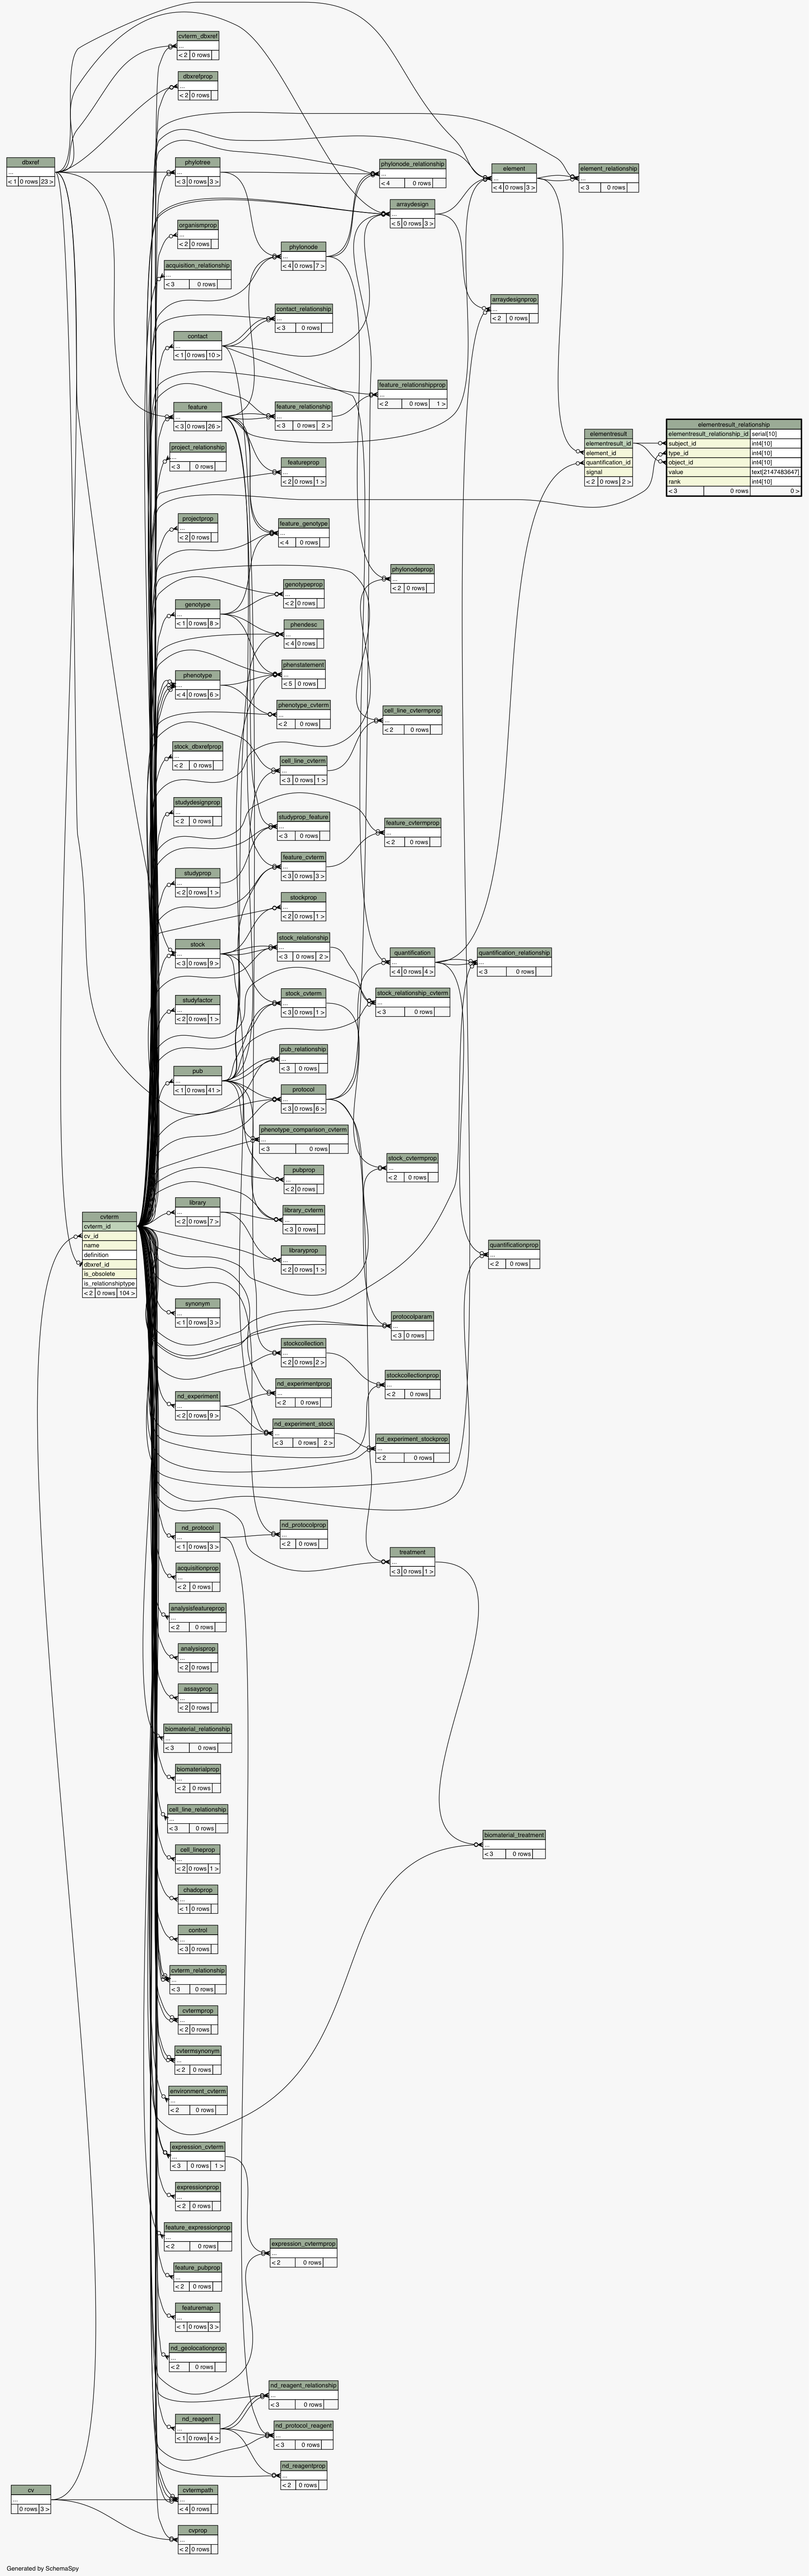 cvterm_dbxref
...
< 2 0 rows
dbxrefprop
...
< 2 0 rows
dbxref
...
< 1 0 rows 23 >
phylotree
...
< 3 0 rows 3 >
phylonode_relationship
...
< 4 0 rows
element
...
< 4 0 rows 3 >
element_relationship
...
< 3 0 rows
arraydesign
...
< 5 0 rows 3 >
organismprop
...
< 2 0 rows
phylonode
...
< 4 0 rows 7 >
acquisition_relationship
...
< 3 0 rows
arraydesignprop
...
< 2 0 rows
contact_relationship
...
< 3 0 rows
contact
...
< 1 0 rows 10 >
feature_relationshipprop
...
< 2 0 rows 1 >
feature
...
< 3 0 rows 26 >
feature_relationship
...
< 3 0 rows 2 >
elementresult
elementresult_id
element_id
quantification_id
signal
< 2 0 rows 2 >
elementresult_relationship
elementresult_relationship_id serial[10]
subject_id int4[10]
type_id int4[10]
object_id int4[10]
value text[2147483647]
rank int4[10]
< 3 0 rows 0 >
project_relationship
...
< 3 0 rows
featureprop
...
< 2 0 rows 1 >
projectprop
...
< 2 0 rows
feature_genotype
...
< 4 0 rows
phylonodeprop
...
< 2 0 rows
genotypeprop
...
< 2 0 rows
genotype
...
< 1 0 rows 8 >
phendesc
...
< 4 0 rows
phenotype
...
< 4 0 rows 6 >
phenstatement
...
< 5 0 rows
phenotype_cvterm
...
< 2 0 rows
cell_line_cvtermprop
...
< 2 0 rows
stock_dbxrefprop
...
< 2 0 rows
cell_line_cvterm
...
< 3 0 rows 1 >
studydesignprop
...
< 2 0 rows
studyprop_feature
...
< 3 0 rows
feature_cvtermprop
...
< 2 0 rows
studyprop
...
< 2 0 rows 1 >
feature_cvterm
...
< 3 0 rows 3 >
stockprop
...
< 2 0 rows 1 >
stock
...
< 3 0 rows 9 >
stock_relationship
...
< 3 0 rows 2 >
quantification
...
< 4 0 rows 4 >
quantification_relationship
...
< 3 0 rows
studyfactor
...
< 2 0 rows 1 >
stock_cvterm
...
< 3 0 rows 1 >
stock_relationship_cvterm
...
< 3 0 rows
pub
...
< 1 0 rows 41 >
pub_relationship
...
< 3 0 rows
protocol
...
< 3 0 rows 6 >
phenotype_comparison_cvterm
...
< 3 0 rows
pubprop
...
< 2 0 rows
stock_cvtermprop
...
< 2 0 rows
cvterm
cvterm_id
cv_id
name
definition
dbxref_id
is_obsolete
is_relationshiptype
< 2 0 rows 104 >
library
...
< 2 0 rows 7 >
library_cvterm
...
< 3 0 rows
libraryprop
...
< 2 0 rows 1 >
quantificationprop
...
< 2 0 rows
synonym
...
< 1 0 rows 3 >
protocolparam
...
< 3 0 rows
stockcollection
...
< 2 0 rows 2 >
stockcollectionprop
...
< 2 0 rows
nd_experiment
...
< 2 0 rows 9 >
nd_experimentprop
...
< 2 0 rows
nd_experiment_stock
...
< 3 0 rows 2 >
nd_experiment_stockprop
...
< 2 0 rows
nd_protocol
...
< 1 0 rows 3 >
nd_protocolprop
...
< 2 0 rows
treatment
...
< 3 0 rows 1 >
acquisitionprop
...
< 2 0 rows
analysisfeatureprop
...
< 2 0 rows
analysisprop
...
< 2 0 rows
assayprop
...
< 2 0 rows
biomaterial_relationship
...
< 3 0 rows
biomaterialprop
...
< 2 0 rows
cell_line_relationship
...
< 3 0 rows
biomaterial_treatment
...
< 3 0 rows
cell_lineprop
...
< 2 0 rows 1 >
chadoprop
...
< 1 0 rows
control
...
< 3 0 rows
cvterm_relationship
...
< 3 0 rows
cvtermprop
...
< 2 0 rows
cvtermsynonym
...
< 2 0 rows
environment_cvterm
...
< 2 0 rows
expression_cvterm
...
< 3 0 rows 1 >
expressionprop
...
< 2 0 rows
feature_expressionprop
...
< 2 0 rows
expression_cvtermprop
...
< 2 0 rows
feature_pubprop
...
< 2 0 rows
featuremap
...
< 1 0 rows 3 >
nd_geolocationprop
...
< 2 0 rows
nd_reagent_relationship
...
< 3 0 rows
nd_reagent
...
< 1 0 rows 4 >
nd_protocol_reagent
...
< 3 0 rows
nd_reagentprop
...
< 2 0 rows
cv
...
0 rows 3 >
cvtermpath
...
< 4 0 rows
cvprop
...
< 2 0 rows
Generated by SchemaSpy